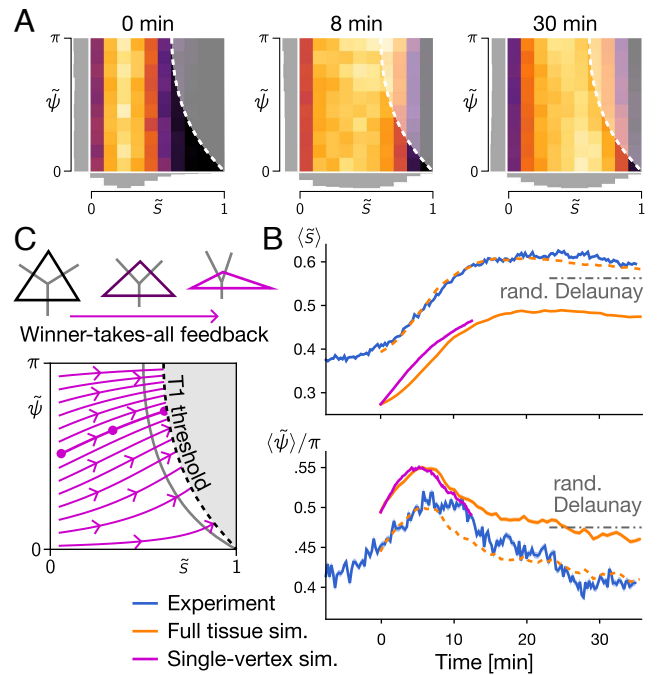 A
0 min
8 min
30 min
π
ψ̃
0
0
s̃
1
π
ψ̃
0
0
s̃
1
π
ψ̃
0
0
s̃
1
C
Winner-takes-all feedback
π
ψ̃
0
0
s̃
1
T1 threshold
B
⟨s̃⟩
0.6
0.5
0.4
0.3
rand. Delaunay
⟨ψ̃⟩/π
.55
0.5
.45
0.4
rand.
Delaunay
0
10
20
30
Time [min]
Experiment
Full tissue sim.
Single-vertex sim.